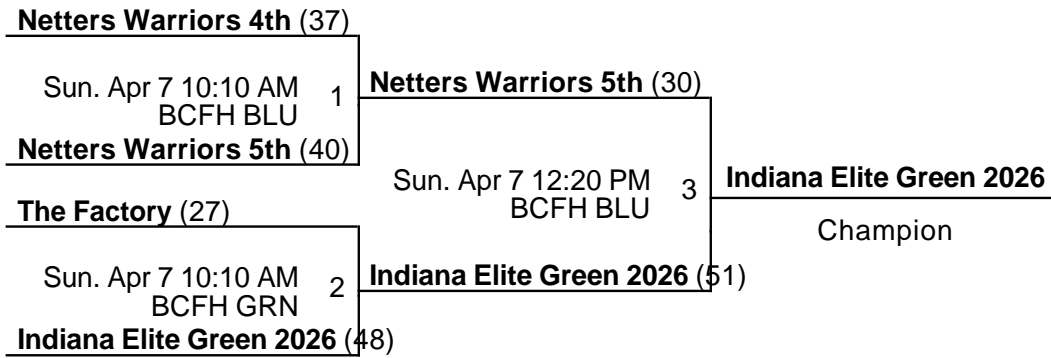 Netters Warriors 4th (37)
Sun. Apr 7 10:10 AM
BCFH BLU
1
Netters Warriors 5th (40)
The Factory (27)
Sun. Apr 7 10:10 AM
BCFH GRN
2
Indiana Elite Green 2026 (48)
Netters Warriors 5th (30)
Sun. Apr 7 12:20 PM
BCFH BLU
3
Indiana Elite Green 2026 (51)
Indiana Elite Green 2026
Champion